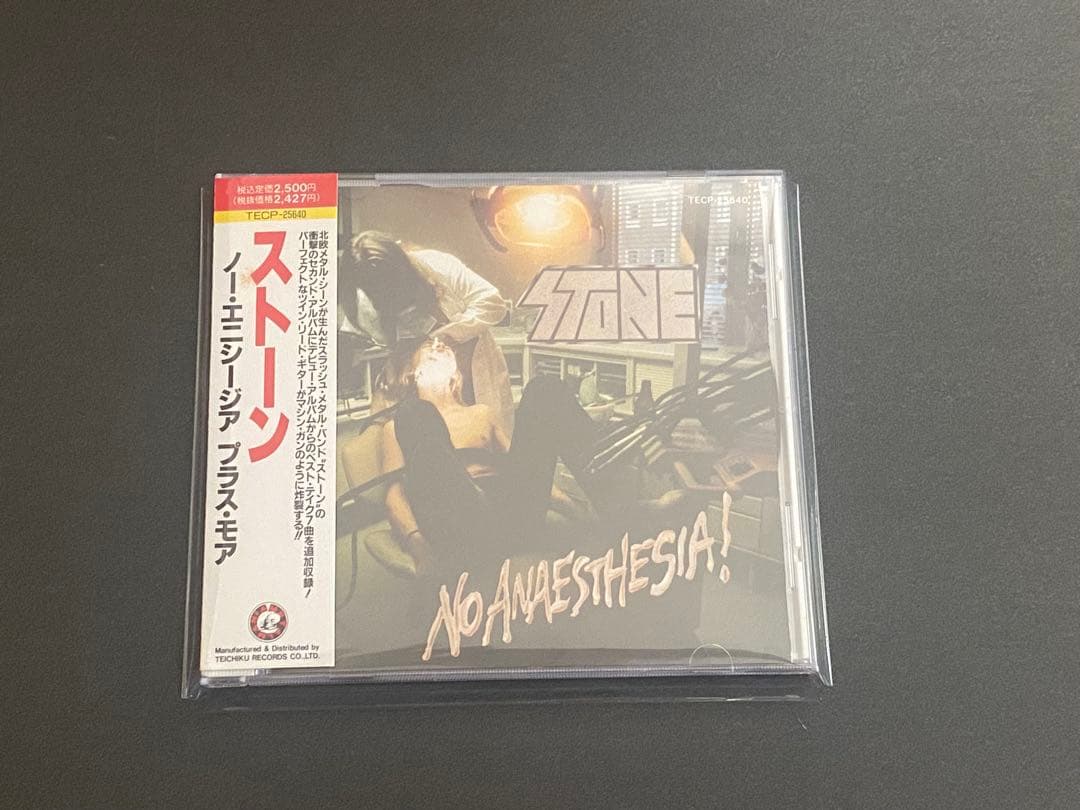 税込定価2,500円
(税抜価格2,427円)
TECP-25640
ストーン
ノー・エニシージア プラス・モア
北欧メタル・シーンが生んだスラッシュ・メタル・バンド“ストーン”の
衝撃のセカンド・アルバムにデビュー・アルバムからのベスト・テイク7曲を追加収録!
パーフェクトなツイン・リード・ギターがマシン・ガンのように炸裂する!!
Manufactured & Distributed by
TEICHIKU RECORDS CO.,LTD.
TECP-25640
STONE
NO ANAESTHESIA!